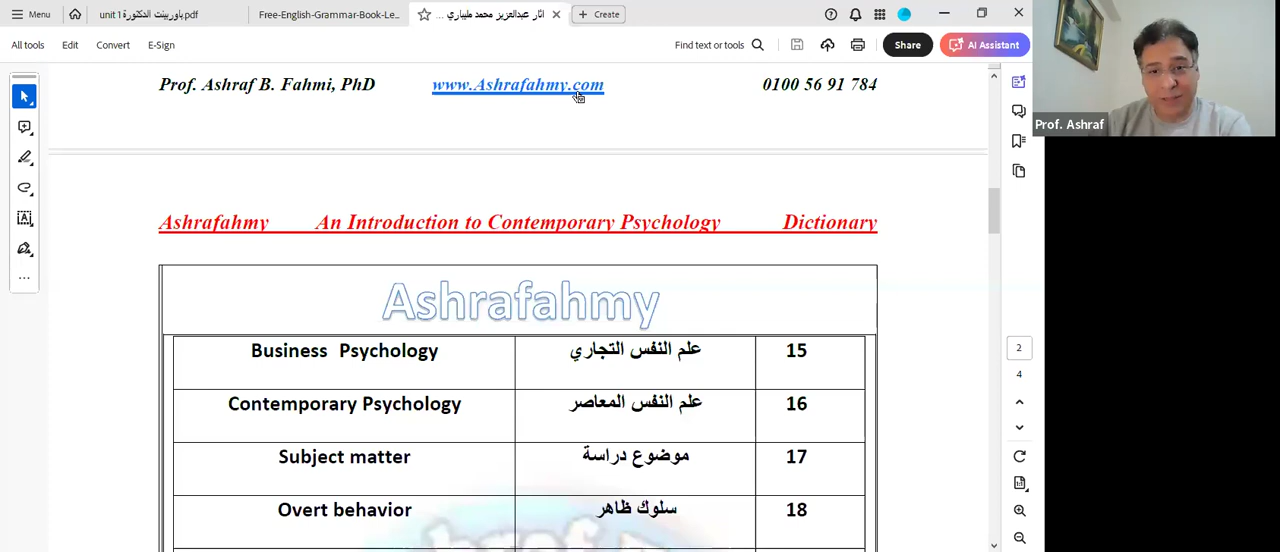 Menu
unit 1 باوربينت الدكتورة.pdf
Free-English-Grammar-Book-Le...
اثار عبدالعزيز محمد مليباري ...
Create
All tools
Edit
Convert
E-Sign
Find text or tools
Share
AI Assistant
Prof. Ashraf B. Fahmi, PhD
www.Ashrafahmy.com
0100 56 91 784
Prof. Ashraf
Ashrafahmy An Introduction to Contemporary Psychology Dictionary
Ashrafahmy
Business Psychology علم النفس التجاري 15
Contemporary Psychology علم النفس المعاصر 16
Subject matter موضوع دراسة 17
Overt behavior سلوك ظاهر 18
2
4